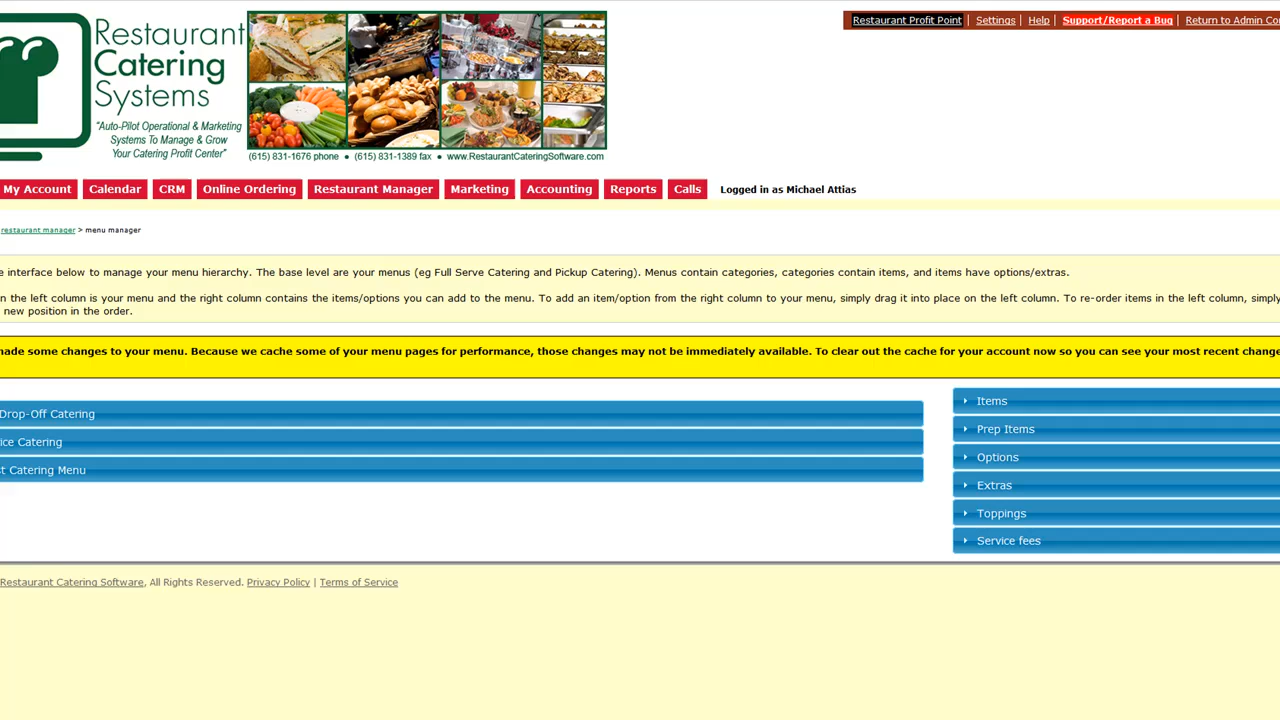 Restaurant Profit Point | Settings | Help | Support/Report a Bug | Return to Admin
Restaurant
Catering
Systems
"Auto-Pilot Operational & Marketing
Systems To Manage & Grow
Your Catering Profit Center"
(615) 831-1676 phone • (615) 831-1389 fax • www.RestaurantCateringSoftware.com
My Account Calendar CRM Online Ordering Restaurant Manager Marketing Accounting Reports Calls Logged in as Michael Attias
restaurant manager > menu manager
interface below to manage your menu hierarchy. The base level are your menus (eg Full Serve Catering and Pickup Catering). Menus contain categories, categories contain items, and items have options/extras.
the left column is your menu and the right column contains the items/options you can add to the menu. To add an item/option from the right column to your menu, simply drag it into place on the left column. To re-order items in the left column, simply
new position in the order.
made some changes to your menu. Because we cache some of your menu pages for performance, those changes may not be immediately available. To clear out the cache for your account now so you can see your most recent
Drop-Off Catering
Catering
Catering Menu
Items
Prep Items
Options
Extras
Toppings
Service fees
Restaurant Catering Software, All Rights Reserved. Privacy Policy | Terms of Service